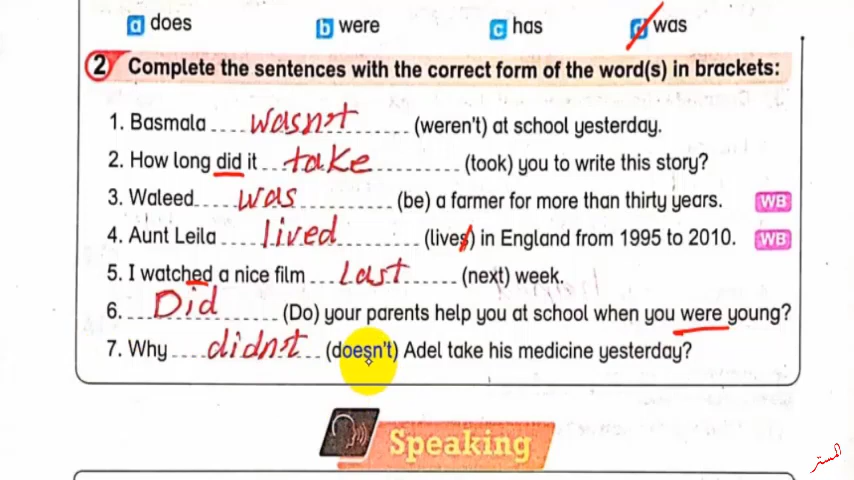 a does b were c has d was
2 Complete the sentences with the correct form of the word(s) in brackets:
1. Basmala .... wasn't ........ (weren't) at school yesterday.
2. How long did it ... take ........ (took) you to write this story?
3. Waleed .... was ........ (be) a farmer for more than thirty years. WB
4. Aunt Leila .... lived ........ (lives) in England from 1995 to 2010. WB
5. I watched a nice film .... Last ........ (next) week.
6. .... Did ........ (Do) your parents help you at school when you were young?
7. Why .... didn't .... (doesn't) Adel take his medicine yesterday?
Speaking
المستر